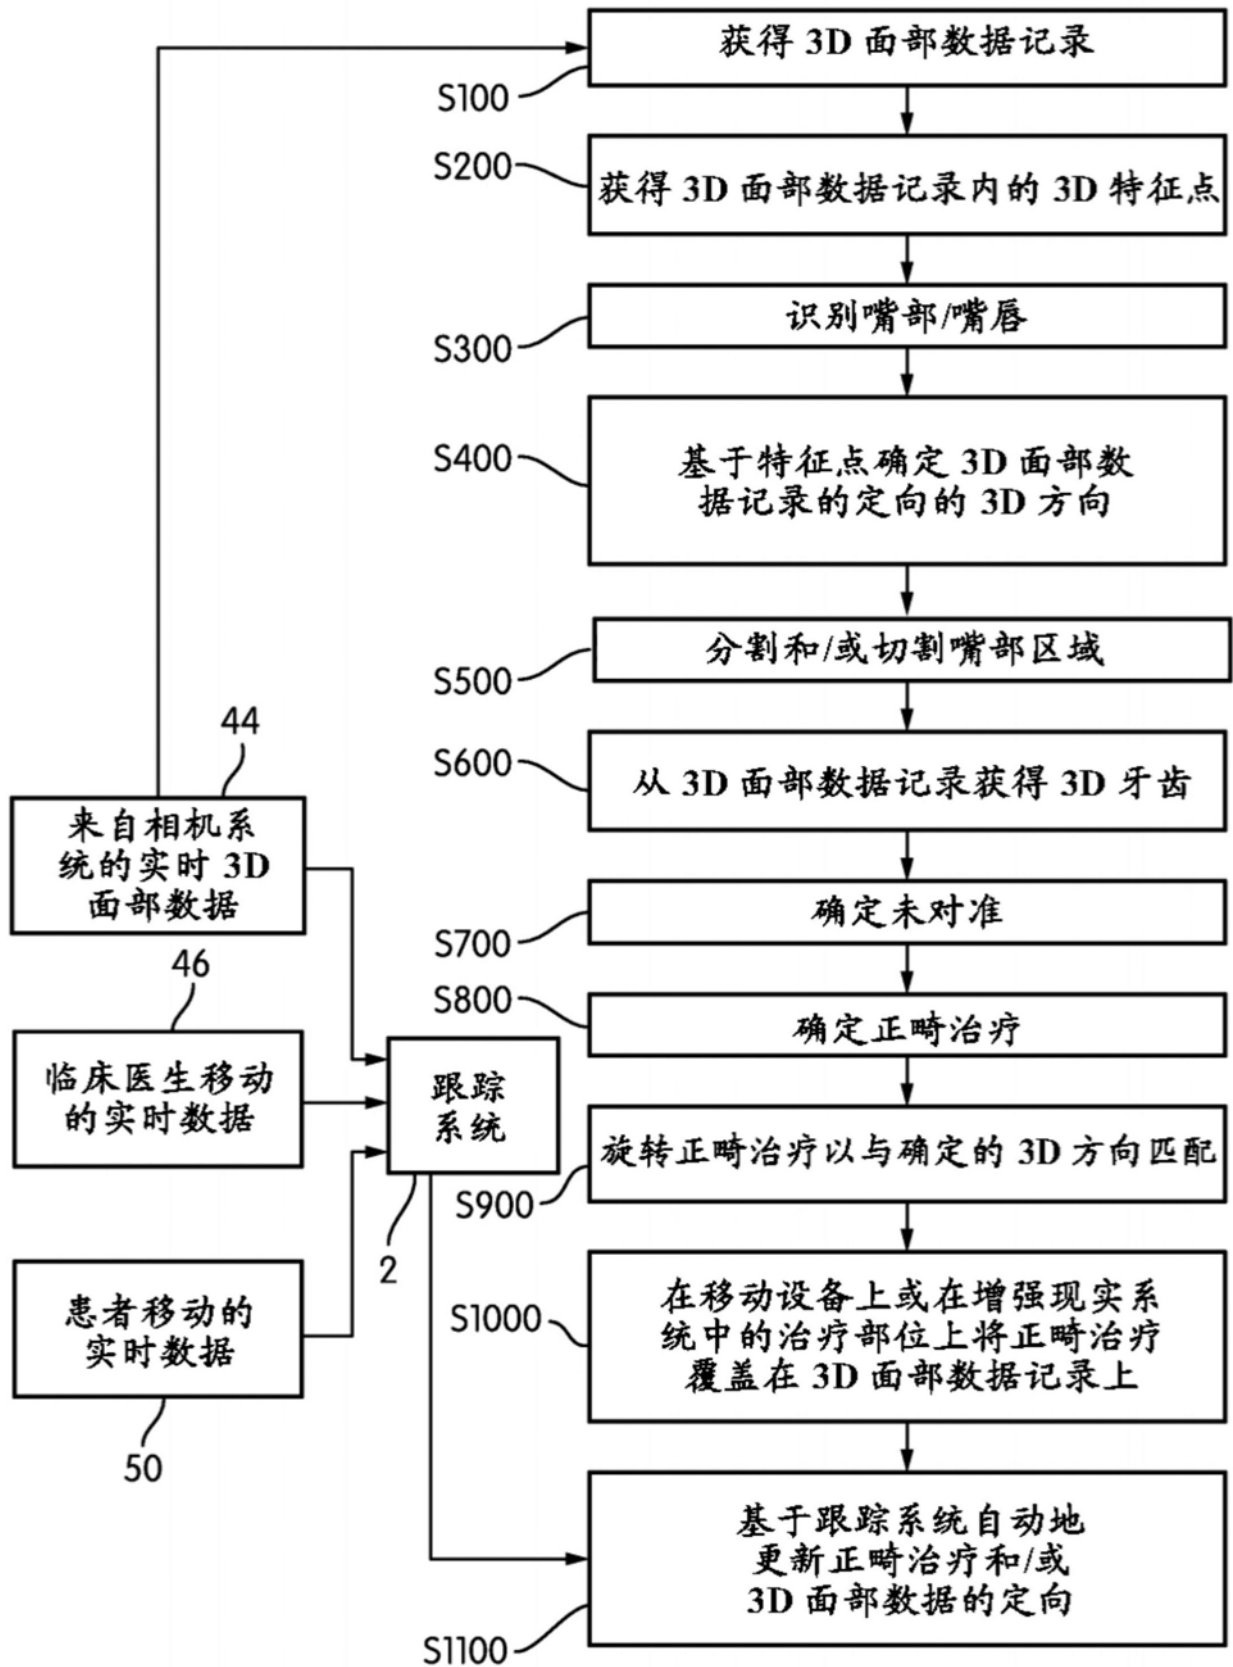 获得 3D 面部数据记录
S100
S200
获得 3D 面部数据记录内的 3D 特征点
识别嘴部/嘴唇
S300
S400
基于特征点确定 3D 面部数
据记录的定向的 3D 方向
分割和/或切割嘴部区域
S500
44
S600
从 3D 面部数据记录获得 3D 牙齿
来自相机系
统的实时 3D
面部数据
确定未对准
S700
46
S800
确定正畸治疗
临床医生移动
的实时数据
跟踪
系统
旋转正畸治疗以与确定的 3D 方向匹配
S900
2
患者移动的
实时数据
S1000
在移动设备上或在增强现实系
统中的治疗部位上将正畸治疗
覆盖在 3D 面部数据记录上
50
基于跟踪系统自动地
更新正畸治疗和/或
3D 面部数据的定向
S1100